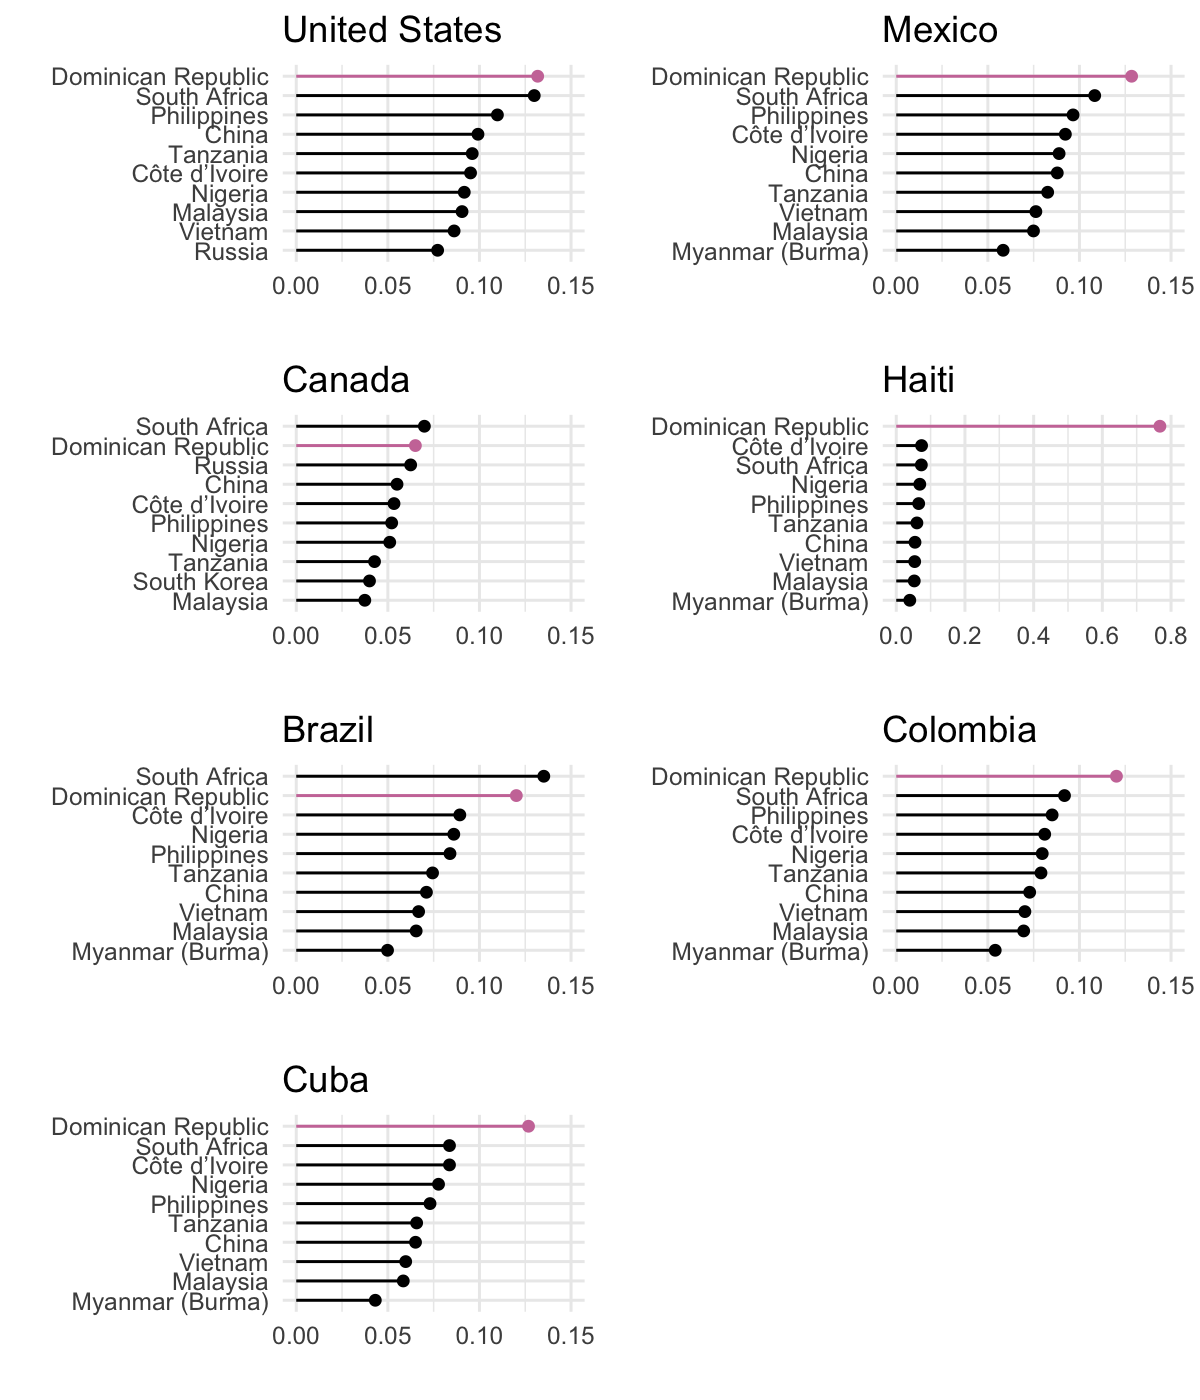 United States
Dominican Republic
South Africa
Philippines
China
Tanzania
Côte d’Ivoire
Nigeria
Malaysia
Vietnam
Russia
0.00 0.05 0.10 0.15
Mexico
Dominican Republic
South Africa
Philippines
Côte d’Ivoire
Nigeria
China
Tanzania
Vietnam
Malaysia
Myanmar (Burma)
0.00 0.05 0.10 0.15
Canada
South Africa
Dominican Republic
Russia
China
Côte d’Ivoire
Philippines
Nigeria
Tanzania
South Korea
Malaysia
0.00 0.05 0.10 0.15
Haiti
Dominican Republic
Côte d’Ivoire
South Africa
Nigeria
Philippines
Tanzania
China
Vietnam
Malaysia
Myanmar (Burma)
0.0 0.2 0.4 0.6 0.8
Brazil
South Africa
Dominican Republic
Côte d’Ivoire
Nigeria
Philippines
Tanzania
China
Vietnam
Malaysia
Myanmar (Burma)
0.00 0.05 0.10 0.15
Colombia
Dominican Republic
South Africa
Philippines
Côte d’Ivoire
Nigeria
Tanzania
China
Vietnam
Malaysia
Myanmar (Burma)
0.00 0.05 0.10 0.15
Cuba
Dominican Republic
South Africa
Côte d’Ivoire
Nigeria
Philippines
Tanzania
China
Vietnam
Malaysia
Myanmar (Burma)
0.00 0.05 0.10 0.15